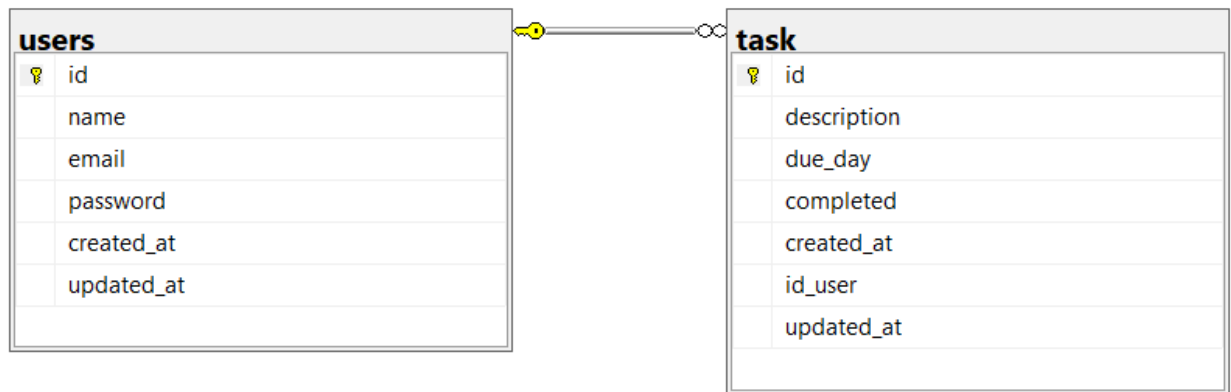 users
id
name
email
password
created_at
updated_at
task
id
description
due_day
completed
created_at
id_user
updated_at